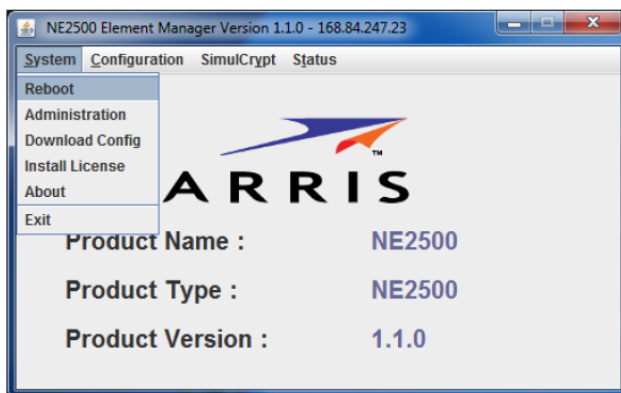 NE2500 Element Manager Version 1.1.0 - 168.84.247.23
System Configuration SimulCrypt Status
Reboot
Administration
Download Config
Install License
About
Exit
TM
ARRIS
Product Name : NE2500
Product Type : NE2500
Product Version : 1.1.0